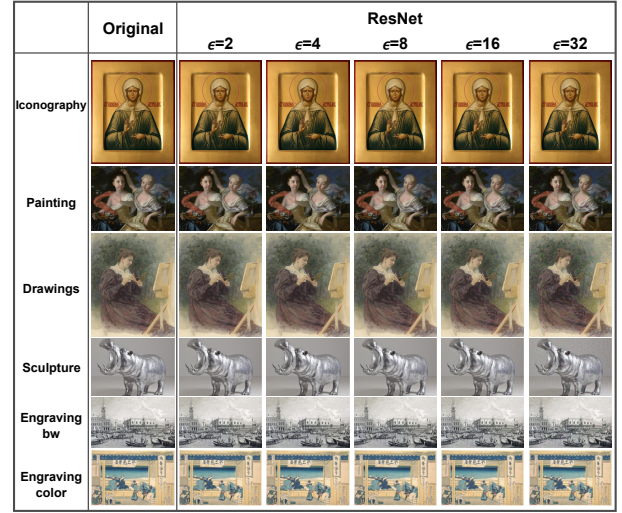 Original
ResNet
ϵ=2 ϵ=4 ϵ=8 ϵ=16 ϵ=32
Iconography
Painting
Drawings
Sculpture
Engraving
bw
Engraving
color